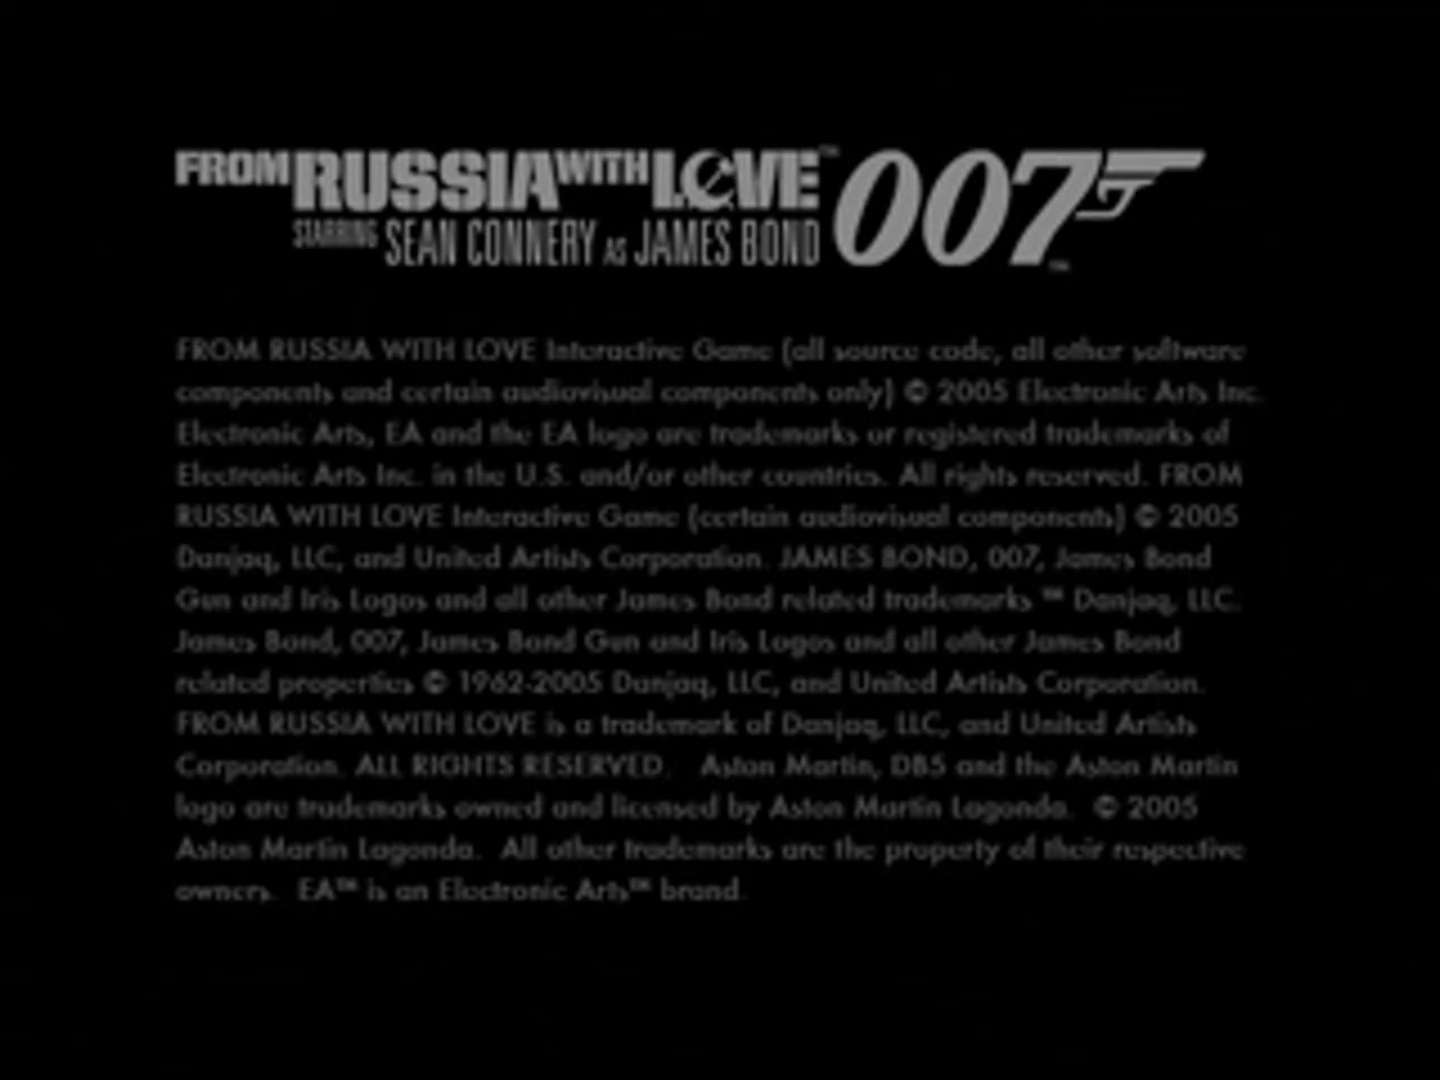 FROM RUSSIA WITH LOVE™ 007™
STARRING SEAN CONNERY AS JAMES BOND
FROM RUSSIA WITH LOVE Interactive Game (all source code, all other software
components and certain audiovisual components only) © 2005 Electronic Arts Inc.
Electronic Arts, EA and the EA logo are trademarks or registered trademarks of
Electronic Arts Inc. in the U.S. and/or other countries. All rights reserved. FROM
RUSSIA WITH LOVE Interactive Game (certain audiovisual components) © 2005
Danjaq, LLC, and United Artists Corporation. JAMES BOND, 007, James Bond
Gun and Iris Logos and all other James Bond related trademarks ™ Danjaq, LLC.
James Bond, 007, James Bond Gun and Iris Logos and all other James Bond
related properties © 1962-2005 Danjaq, LLC, and United Artists Corporation.
FROM RUSSIA WITH LOVE is a trademark of Danjaq, LLC, and United Artists
Corporation. ALL RIGHTS RESERVED. Aston Martin, DB5 and the Aston Martin
logo are trademarks owned and licensed by Aston Martin Lagonda. © 2005
Aston Martin Lagonda. All other trademarks are the property of their respective
owners. EA™ is an Electronic Arts™ brand.